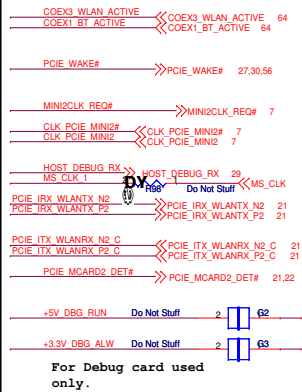 COEX3_WLAN_ACTIVE COEX3_WLAN_ACTIVE 64
COEX1_BT_ACTIVE COEX1_BT_ACTIVE 64
PCIE_WAKE# PCIE_WAKE# 27,30,56
MINI2CLK_REQ# MINI2CLK_REQ# 7
CLK_PCIE_MINI2# CLK_PCIE_MINI2# 7
CLK_PCIE_MINI2 CLK_PCIE_MINI2 7
HOST_DEBUG_RX HOST_DEBUG_RX 29
MS_CLK_1 DY R98 1 Do Not Stuff MS_CLK
PCIE_IRX_WLANTX_N2 PCIE_IRX_WLANTX_N2 21
PCIE_IRX_WLANTX_P2 PCIE_IRX_WLANTX_P2 21
PCIE_ITX_WLANRX_N2_C PCIE_ITX_WLANRX_N2_C 21
PCIE_ITX_WLANRX_P2_C PCIE_ITX_WLANRX_P2_C 21
PCIE_MCARD2_DET# PCIE_MCARD2_DET# 21,22
+5V_DBG_RUN Do Not Stuff 2 G2
+3.3V_DBG_ALW Do Not Stuff 2 G3
For Debug card used
only.